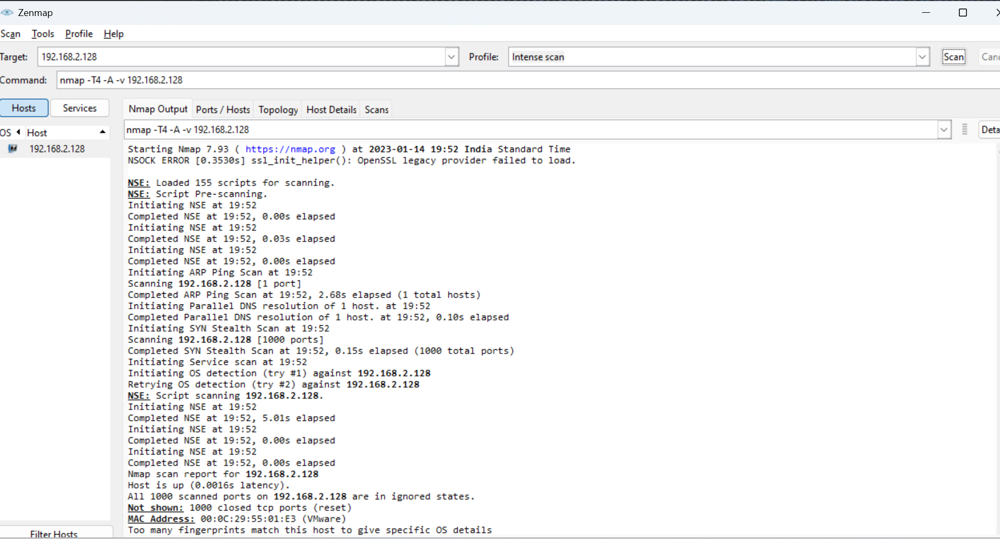 Zenmap
Scan Tools Profile Help
Target: 192.168.2.128 Profile: Intense scan Scan
Command: nmap -T4 -A -v 192.168.2.128
Hosts Services Nmap Output Ports / Hosts Topology Host Details Scans
OS Host
nmap -T4 -A -v 192.168.2.128
192.168.2.128
Starting Nmap 7.93 ( https://nmap.org ) at 2023-01-14 19:52 India Standard Time
NSOCK ERROR [0.3530s] ssl_init_helper(): OpenSSL legacy provider failed to load.
NSE: Loaded 155 scripts for scanning.
NSE: Script Pre-scanning.
Initiating NSE at 19:52
Completed NSE at 19:52, 0.00s elapsed
Initiating NSE at 19:52
Completed NSE at 19:52, 0.03s elapsed
Initiating NSE at 19:52
Completed NSE at 19:52, 0.00s elapsed
Initiating ARP Ping Scan at 19:52
Scanning 192.168.2.128 [1 port]
Completed ARP Ping Scan at 19:52, 2.68s elapsed (1 total hosts)
Initiating Parallel DNS resolution of 1 host. at 19:52
Completed Parallel DNS resolution of 1 host. at 19:52, 0.10s elapsed
Initiating SYN Stealth Scan at 19:52
Scanning 192.168.2.128 [1000 ports]
Completed SYN Stealth Scan at 19:52, 0.15s elapsed (1000 total ports)
Initiating Service scan at 19:52
Initiating OS detection (try #1) against 192.168.2.128
Retrying OS detection (try #2) against 192.168.2.128
NSE: Script scanning 192.168.2.128.
Initiating NSE at 19:52
Completed NSE at 19:52, 5.01s elapsed
Initiating NSE at 19:52
Completed NSE at 19:52, 0.00s elapsed
Initiating NSE at 19:52
Completed NSE at 19:52, 0.00s elapsed
Nmap scan report for 192.168.2.128
Host is up (0.0016s latency).
All 1000 scanned ports on 192.168.2.128 are in ignored states.
Not shown: 1000 closed tcp ports (reset)
MAC Address: 00:0C:29:55:01:E3 (VMware)
Too many fingerprints match this host to give specific OS details
Filter Hosts